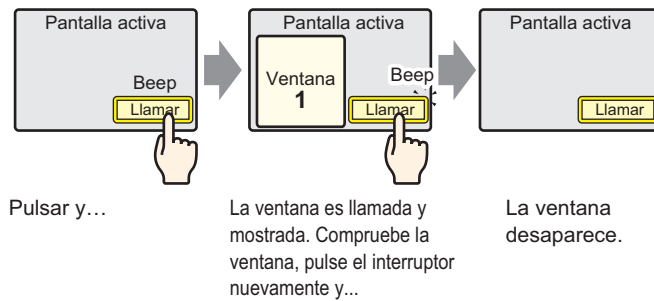 Pantalla activa
Beep
Llamar
Pulsar y…
Pantalla activa
Ventana
1
Beep
Llamar
La ventana es llamada y
mostrada. Compruebe la
ventana, pulse el interruptor
nuevamente y...
Pantalla activa
Llamar
La ventana
desaparece.